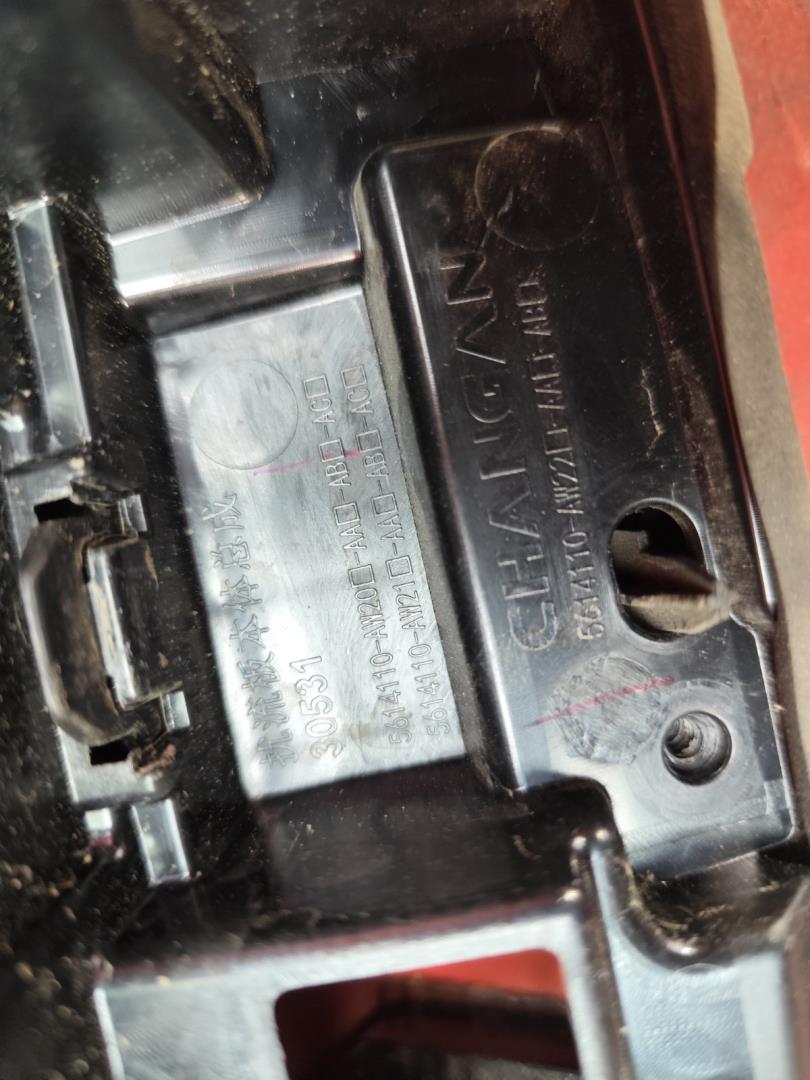 扰流板本体总成
30531
5614110-AW20□-AA□-AB□-AC□
5614110-AW21□-AA□-AB□-AC□
CHANGAN
5614110-AW22□-AA□-AB□